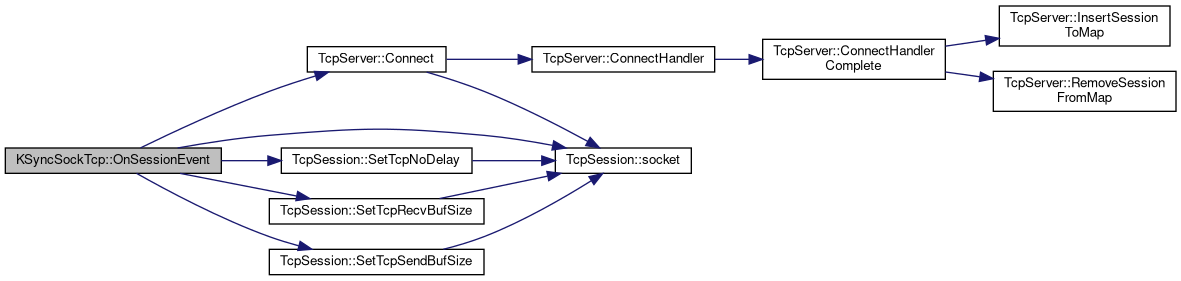 KSyncSockTcp::OnSessionEvent
TcpServer::Connect
TcpServer::ConnectHandler
TcpServer::ConnectHandler
Complete
TcpServer::InsertSession
ToMap
TcpServer::RemoveSession
FromMap
TcpSession::SetTcpNoDelay
TcpSession::socket
TcpSession::SetTcpRecvBufSize
TcpSession::SetTcpSendBufSize